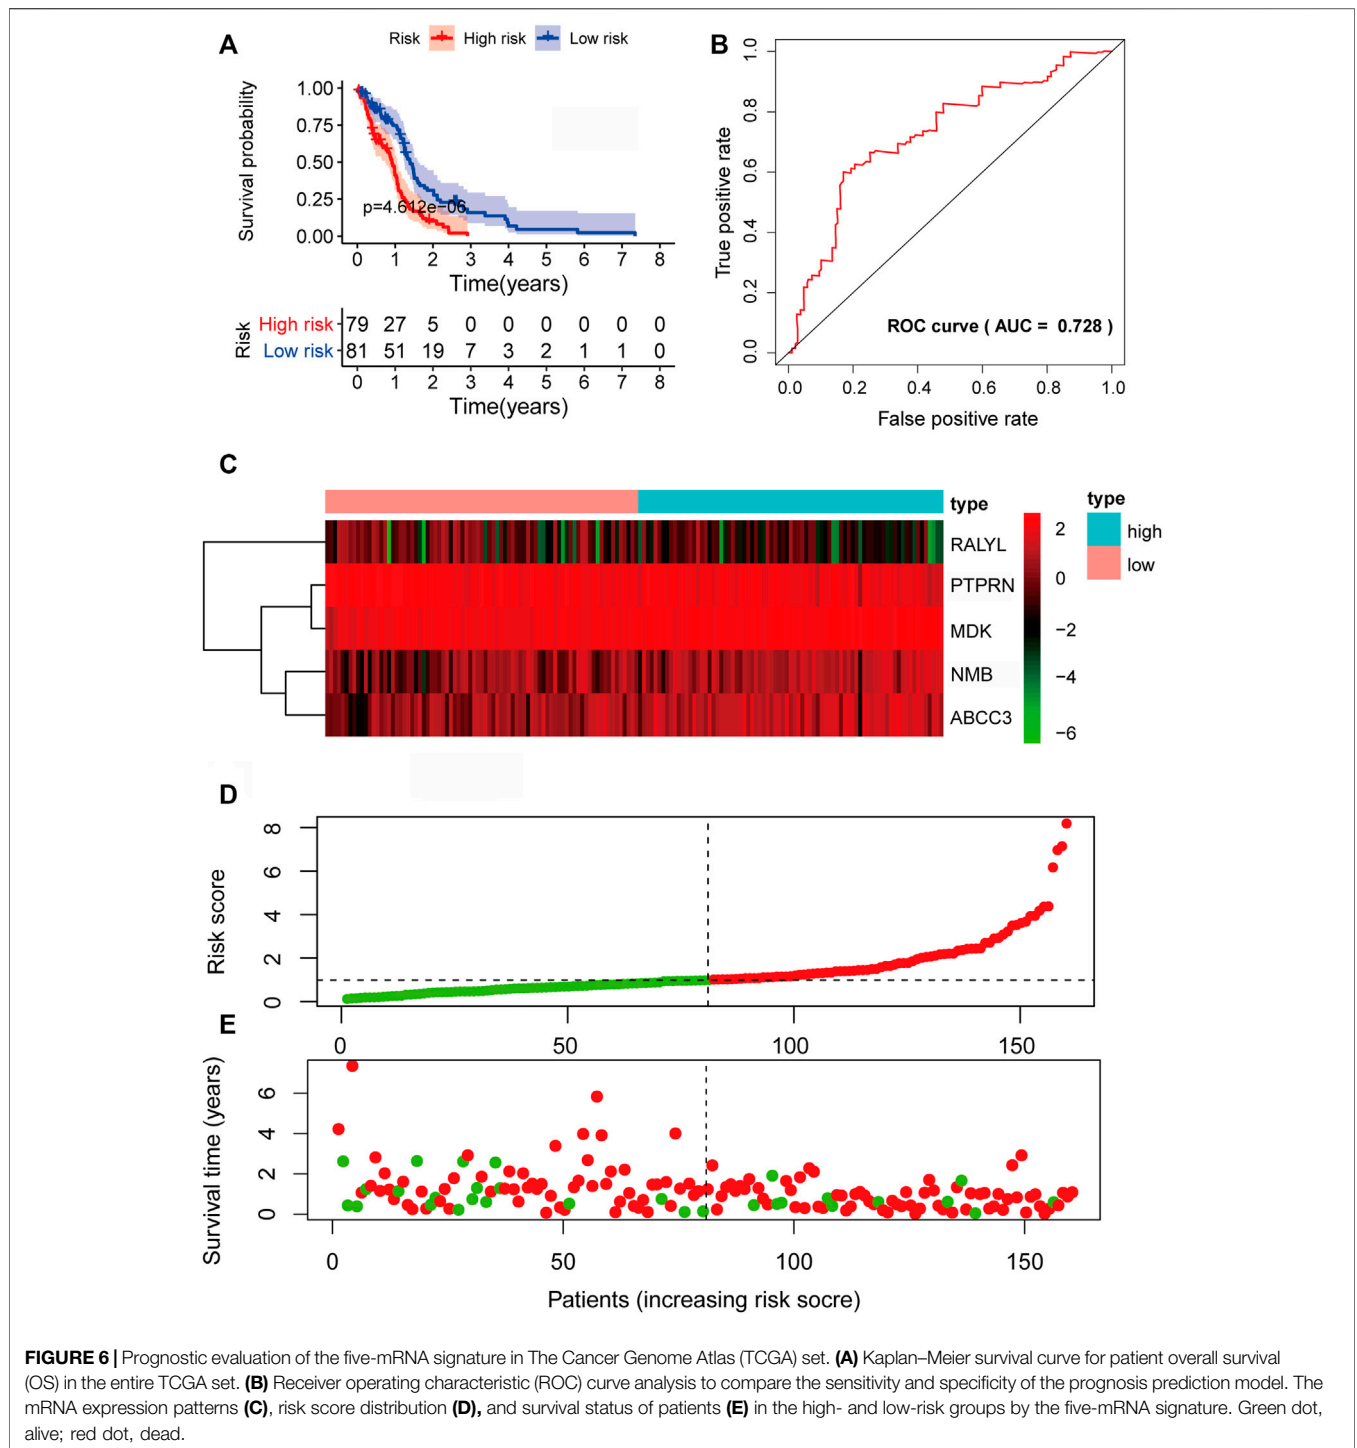 A
Risk High risk Low risk
Survival probability
1.00
0.75
0.50
0.25
0.00
p=4.612e−06
0 1 2 3 4 5 6 7 8
Time(years)
Risk
High risk 79 27 5 0 0 0 0 0 0
Low risk 81 51 19 7 3 2 1 1 0
0 1 2 3 4 5 6 7 8
Time(years)
B
True positive rate
1.0
0.8
0.6
0.4
0.2
0.0
ROC curve ( AUC = 0.728 )
0.0 0.2 0.4 0.6 0.8 1.0
False positive rate
C
type
RALYL
PTPRN
MDK
NMB
ABCC3
2
0
−2
−4
−6
type
high
low
D
Risk score
8
6
4
2
0
0 50 100 150
E
Survival time (years)
6
4
2
0
0 50 100 150
Patients (increasing risk socre)
FIGURE 6 | Prognostic evaluation of the five-mRNA signature in The Cancer Genome Atlas (TCGA) set. (A) Kaplan–Meier survival curve for patient overall survival
(OS) in the entire TCGA set. (B) Receiver operating characteristic (ROC) curve analysis to compare the sensitivity and specificity of the prognosis prediction model. The
mRNA expression patterns (C), risk score distribution (D), and survival status of patients (E) in the high- and low-risk groups by the five-mRNA signature. Green dot,
alive; red dot, dead.